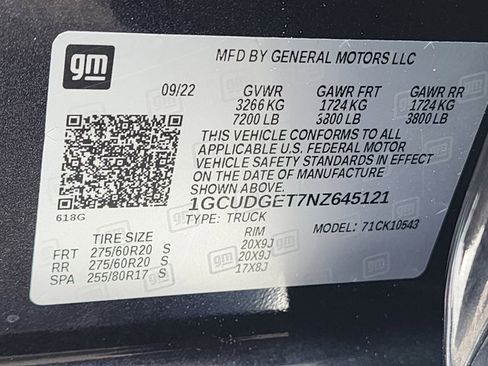 gm
MFD BY GENERAL MOTORS LLC
09/22 GVWR GAWR FRT GAWR RR
3266 KG 1724 KG 1724 KG
7200 LB 3800 LB 3800 LB
THIS VEHICLE CONFORMS TO ALL
APPLICABLE U.S. FEDERAL MOTOR
VEHICLE SAFETY STANDARDS IN EFFECT
ON THE DATE OF MANUFACTURE
SHOWN ABOVE.
618G
1GCUDGET7NZ645121
TYPE: TRUCK MODEL: 71CK10543
TIRE SIZE RIM
FRT 275/60R20 S 20X9J
RR 275/60R20 S 20X9J
SPA 255/80R17 S 17X8J